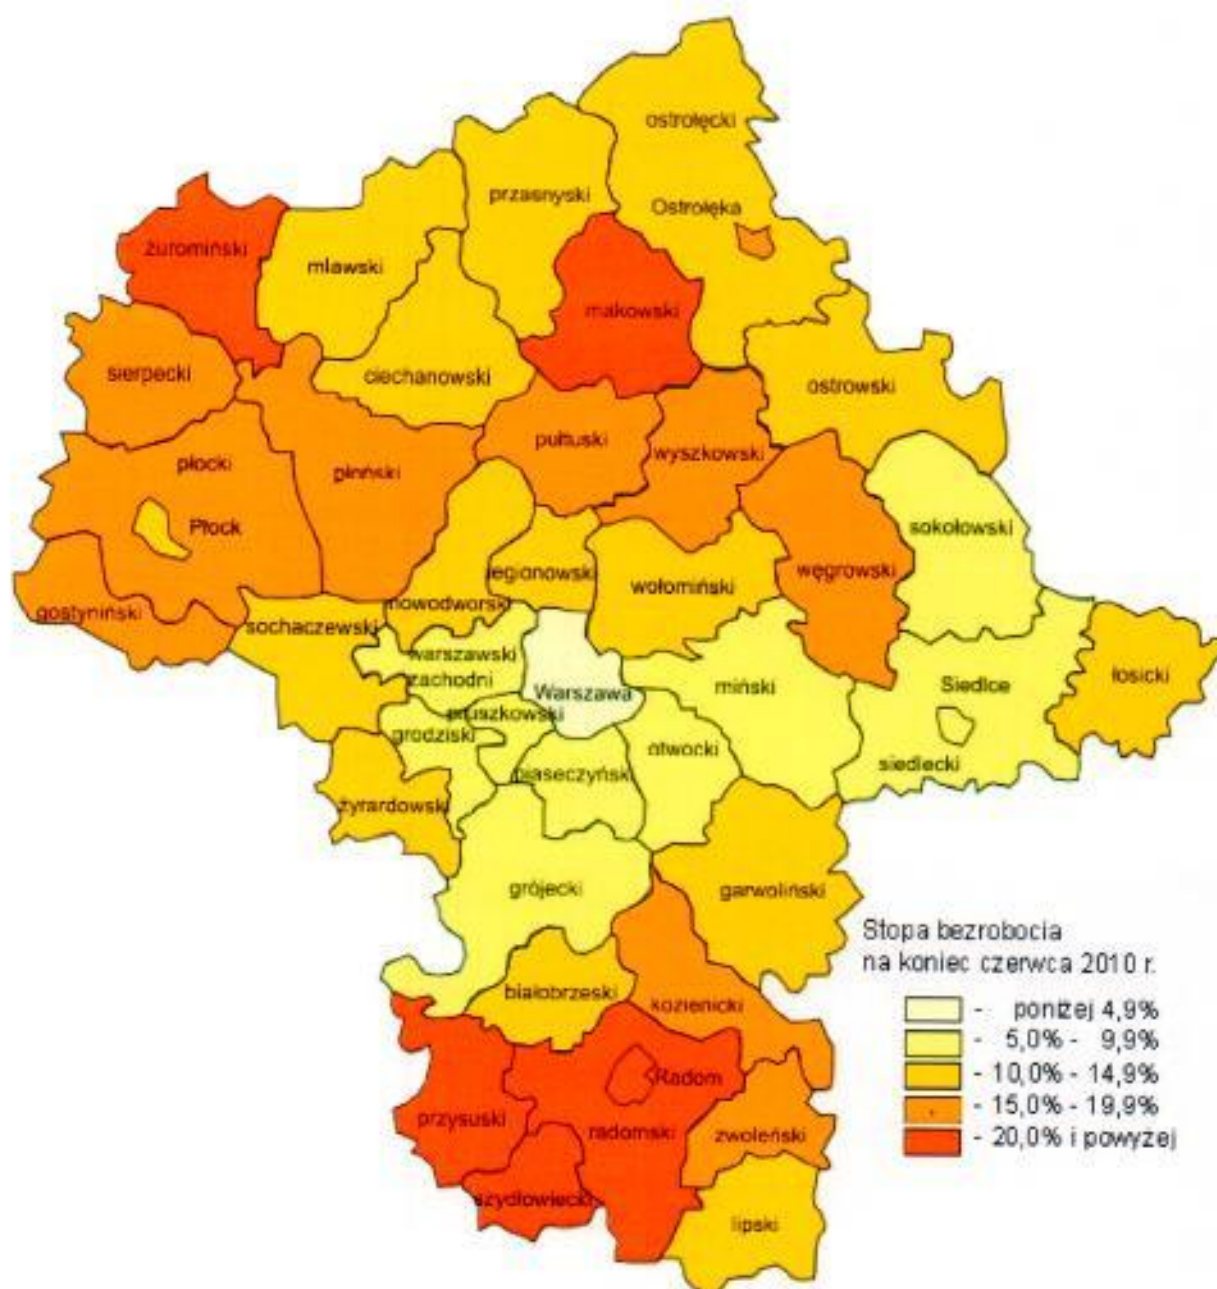 ostrołęcki
przasnyski
Ostrołęka
żuromiński
mławski
makowski
sierpecki
ciechanowski
ostrowski
pułtuski
wyszkowski
płocki
płński
Płock
sokołowski
legionowski
wołomiński
węgrowski
nowodworski
gostyniński
sochaczewski
warszawski
zachodni
Warszawa
miński
Siedlce
łosicki
pruszkowski
grodziski
otwocki
siedlecki
piaseczyński
żyrardowski
grójecki
garwoliński
białobrzeski
kozienicki
Radom
przysuski
radomski
zwoleński
szydłowiecki
lipski
Stopa bezrobocia
na koniec czerwca 2010 r.
- poniżej 4,9%
- 5,0% - 9,9%
- 10,0% - 14,9%
- 15,0% - 19,9%
- 20,0% i powyżej